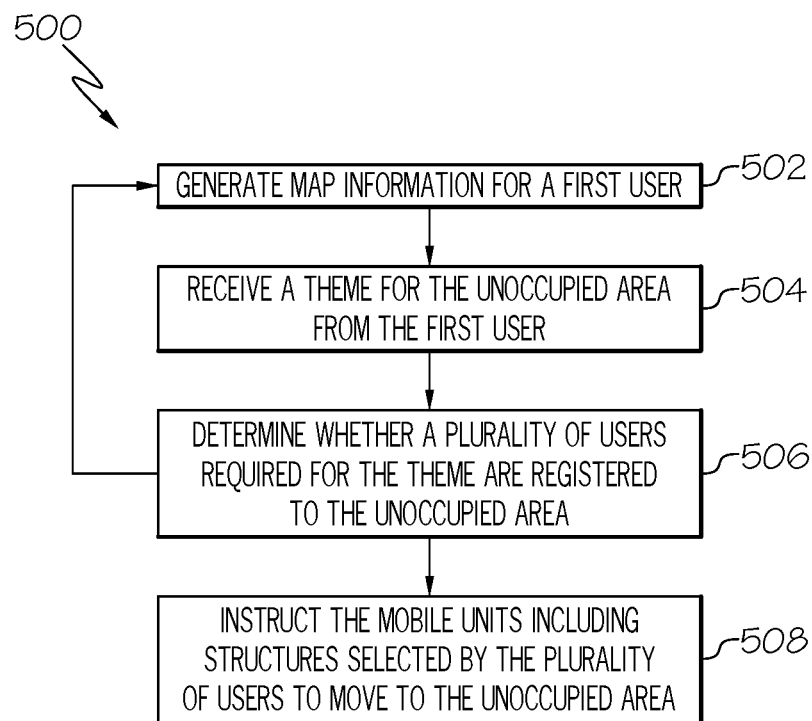 500
GENERATE MAP INFORMATION FOR A FIRST USER
502
RECEIVE A THEME FOR THE UNOCCUPIED AREA
FROM THE FIRST USER
504
DETERMINE WHETHER A PLURALITY OF USERS
REQUIRED FOR THE THEME ARE REGISTERED
TO THE UNOCCUPIED AREA
506
INSTRUCT THE MOBILE UNITS INCLUDING
STRUCTURES SELECTED BY THE PLURALITY
OF USERS TO MOVE TO THE UNOCCUPIED AREA
508